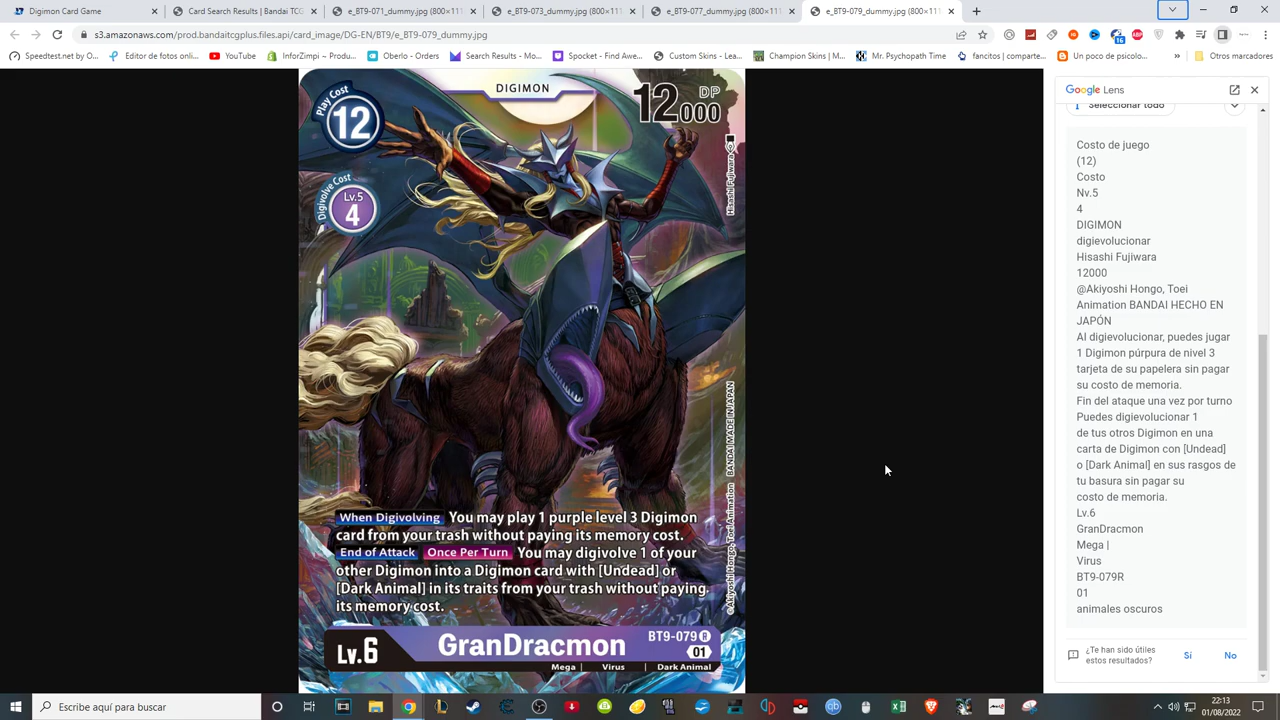 Digimon Card Game
Card Search Results | Bandai TCG
e_BT9-071_dummy.jpg (800×111
e_BT9-073_dummy.jpg (800×111
e_BT9-077_dummy.jpg (800×111
e_BT9-079_dummy.jpg (800×111
s3.amazonaws.com/prod.bandaitcgplus.files.api/card_image/DG-EN/BT9/e_BT9-079_dummy.jpg
Speedtest.net by O...
Editor de fotos onli...
YouTube
InforZimpi – Produc...
Oberlo - Orders
Search Results - Mo...
Spocket - Find Awe...
Custom Skins - Lea...
Champion Skins | M...
Mr. Psychopath Time
fancitos | comparte...
Un poco de psicolo...
»
Otros marcadores
Play Cost
12
Digivolve Cost
Lv.5
4
DIGIMON
12000
DP
Hisashi Fujiwara
©Akiyoshi Hongo, Toei Animation BANDAI MADE IN JAPAN
When Digivolving You may play 1 purple level 3 Digimon
card from your trash without paying its memory cost.
End of Attack Once Per Turn You may digivolve 1 of your
other Digimon into a Digimon card with [Undead] or
[Dark Animal] in its traits from your trash without paying
its memory cost.
Lv.6
GranDracmon
BT9-079 R
01
Mega | Virus | Dark Animal
Google Lens
Seleccionar todo
Costo de juego
(12)
Costo
Nv.5
4
DIGIMON
digievolucionar
Hisashi Fujiwara
12000
@Akiyoshi Hongo, Toei
Animation BANDAI HECHO EN
JAPÓN
Al digievolucionar, puedes jugar
1 Digimon púrpura de nivel 3
tarjeta de su papelera sin pagar
su costo de memoria.
Fin del ataque una vez por turno
Puedes digievolucionar 1
de tus otros Digimon en una
carta de Digimon con [Undead]
o [Dark Animal] en sus rasgos de
tu basura sin pagar su
costo de memoria.
Lv.6
GranDracmon
Mega |
Virus
BT9-079R
01
animales oscuros
¿Te han sido útiles
estos resultados?
Sí
No
Escribe aquí para buscar
22:13
01/08/2022